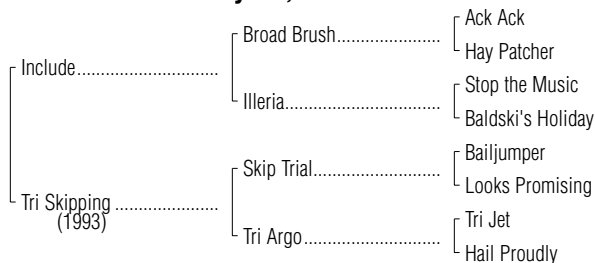 Ack Ack
Broad Brush
Hay Patcher
Include
Stop the Music
Illeria
Baldski's Holiday
Bailjumper
Skip Trial
Looks Promising
Tri Skipping
(1993)
Tri Jet
Tri Argo
Hail Proudly